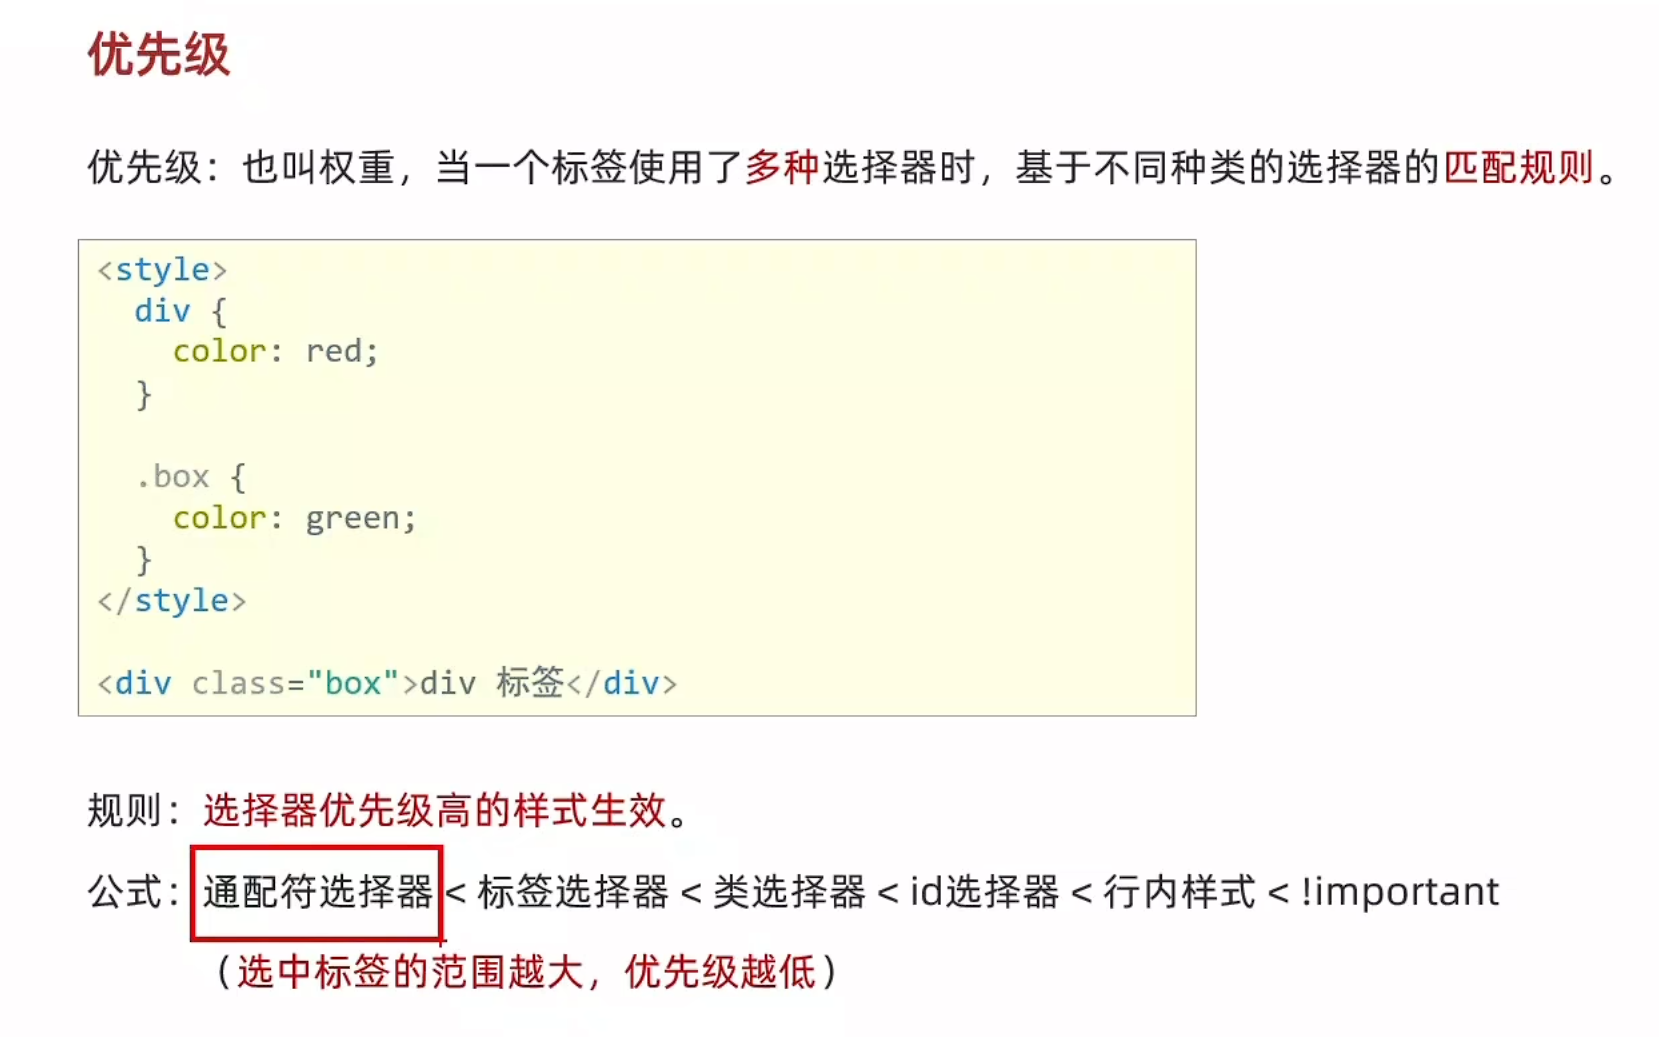 优先级
优先级：也叫权重，当一个标签使用了多种选择器时，基于不同种类的选择器的匹配规则。
<style>
  div {
    color: red;
  }
  .box {
    color: green;
  }
</style>
<div class="box">div 标签</div>
规则：选择器优先级高的样式生效。
公式：通配符选择器 < 标签选择器 < 类选择器 < id选择器 < 行内样式 < !important
（选中标签的范围越大，优先级越低）